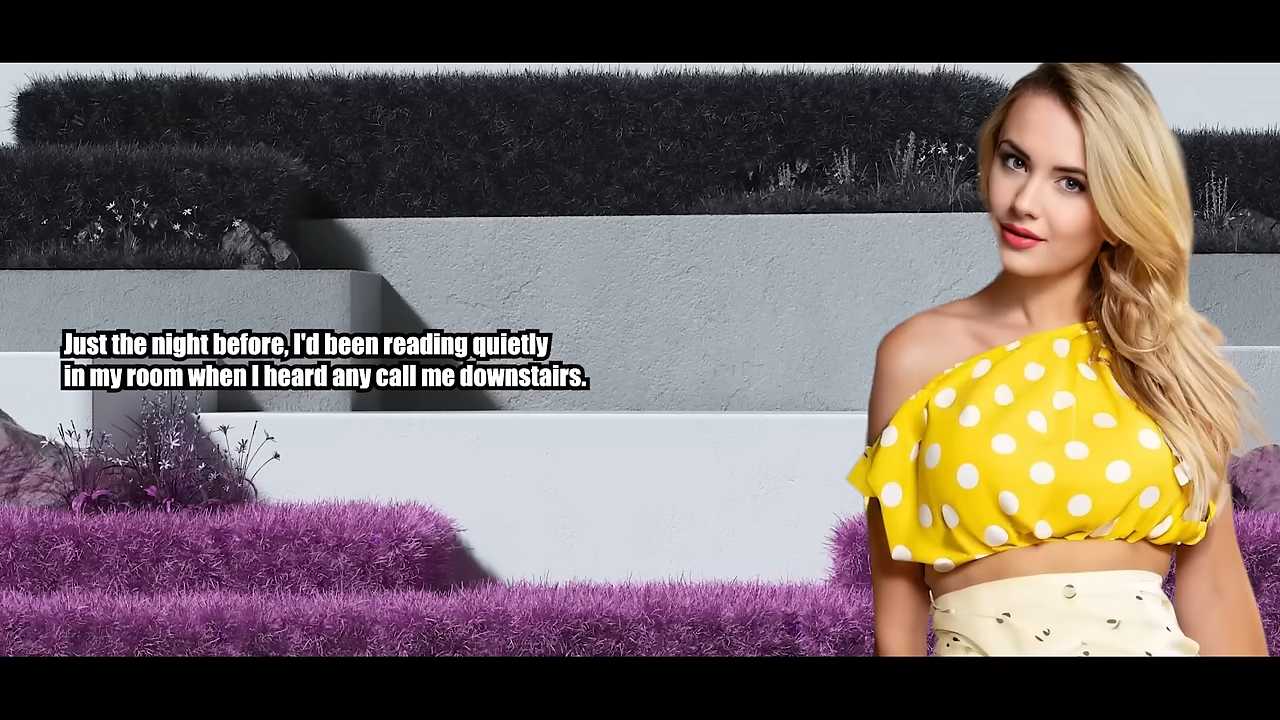 Just the night before, I'd been reading quietly
in my room when I heard any call me downstairs.